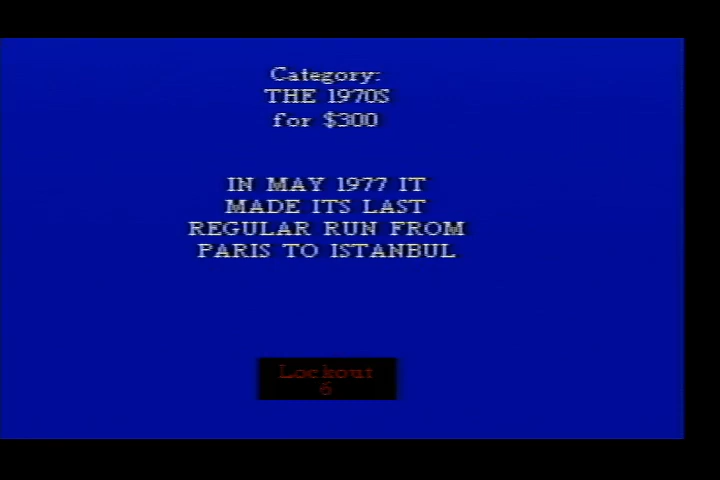 Category:
THE 1970S
for $300
IN MAY 1977 IT
MADE ITS LAST
REGULAR RUN FROM
PARIS TO ISTANBUL
Lockout
6